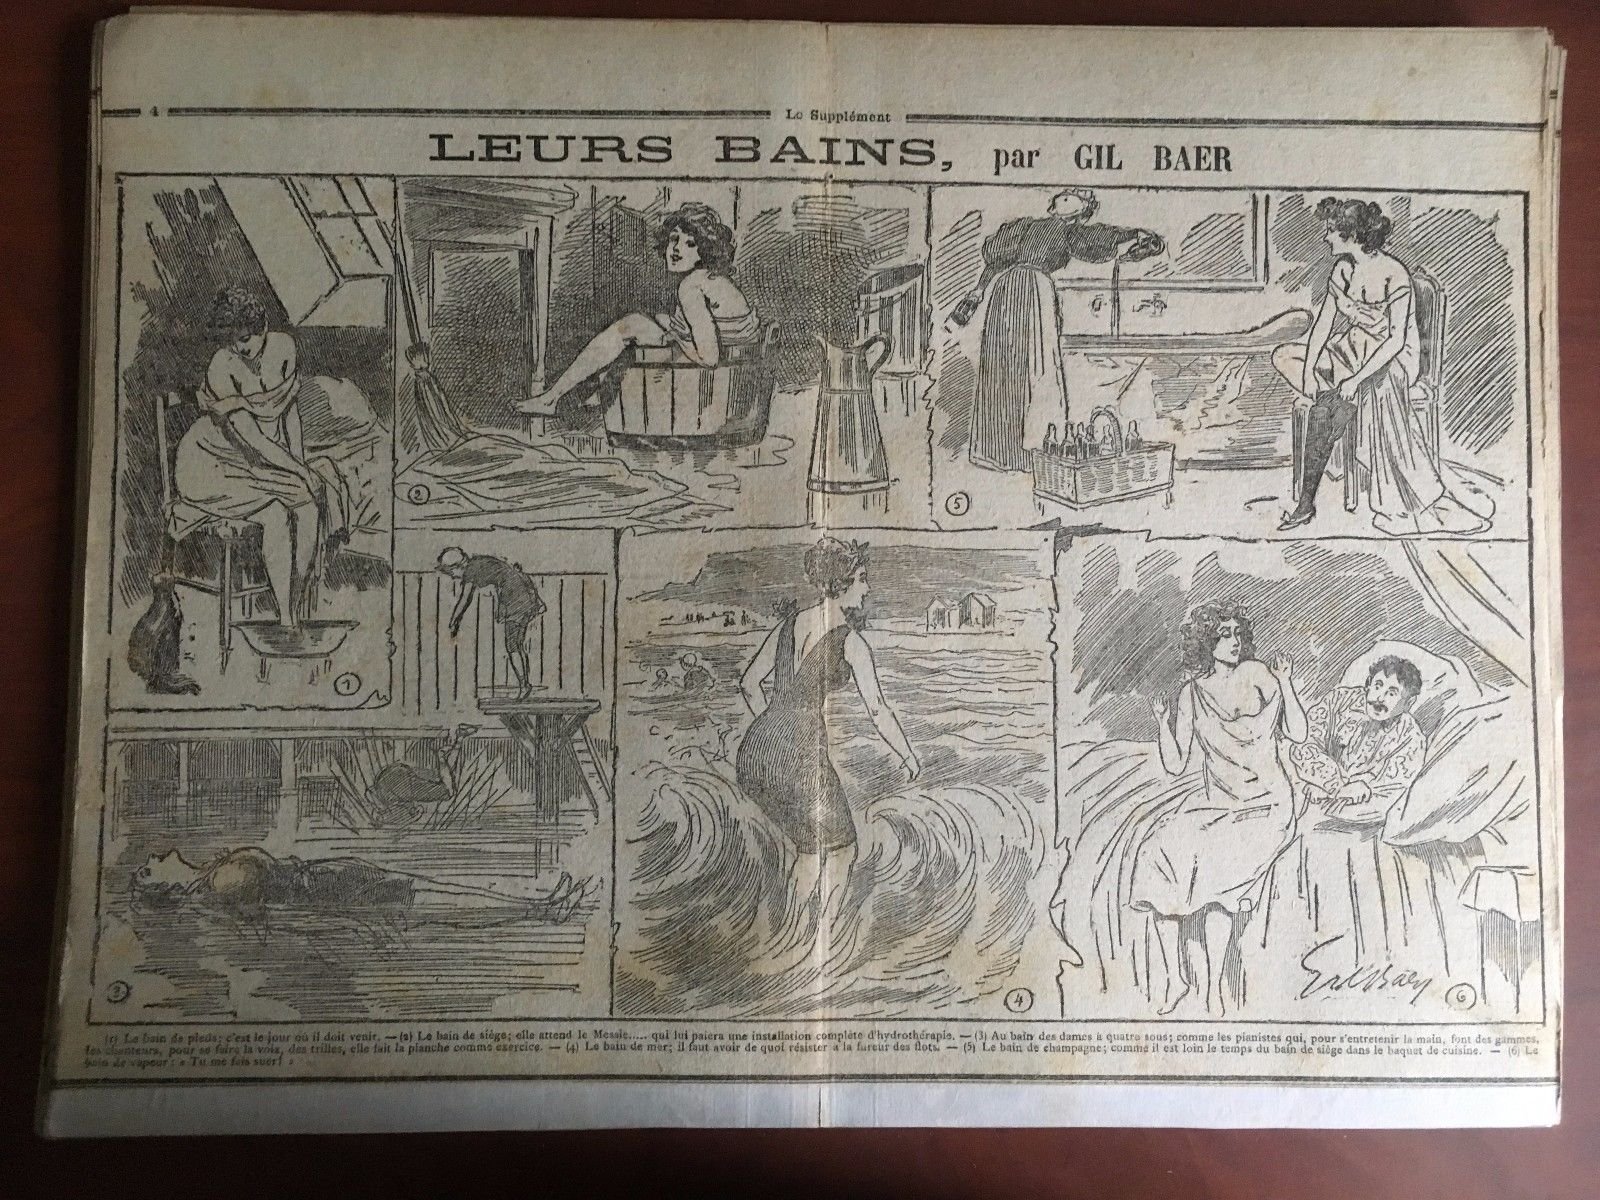 4
Le Supplément
LEURS BAINS, par GIL BAER
2
5
1
3
4
Gil Baer
6
(1) Le bain de pieds; c'est le jour où il doit venir. — (2) Le bain de siège; elle attend le Messie..... qui lui paiera une installation complète d'hydrothérapie. — (3) Au bain des dames à quatre sous; comme les pianistes qui, pour s'entretenir la main, font des gammes,
les chanteurs, pour se faire la voix, des trilles, elle fait la planche comme exercice. — (4) Le bain de mer; il faut avoir de quoi résister à la fureur des flots. — (5) Le bain de champagne; comme il est loin le temps du bain de siège dans le baquet de cuisine. — (6) Le
bain de vapeur: « Tu me fais suer! »